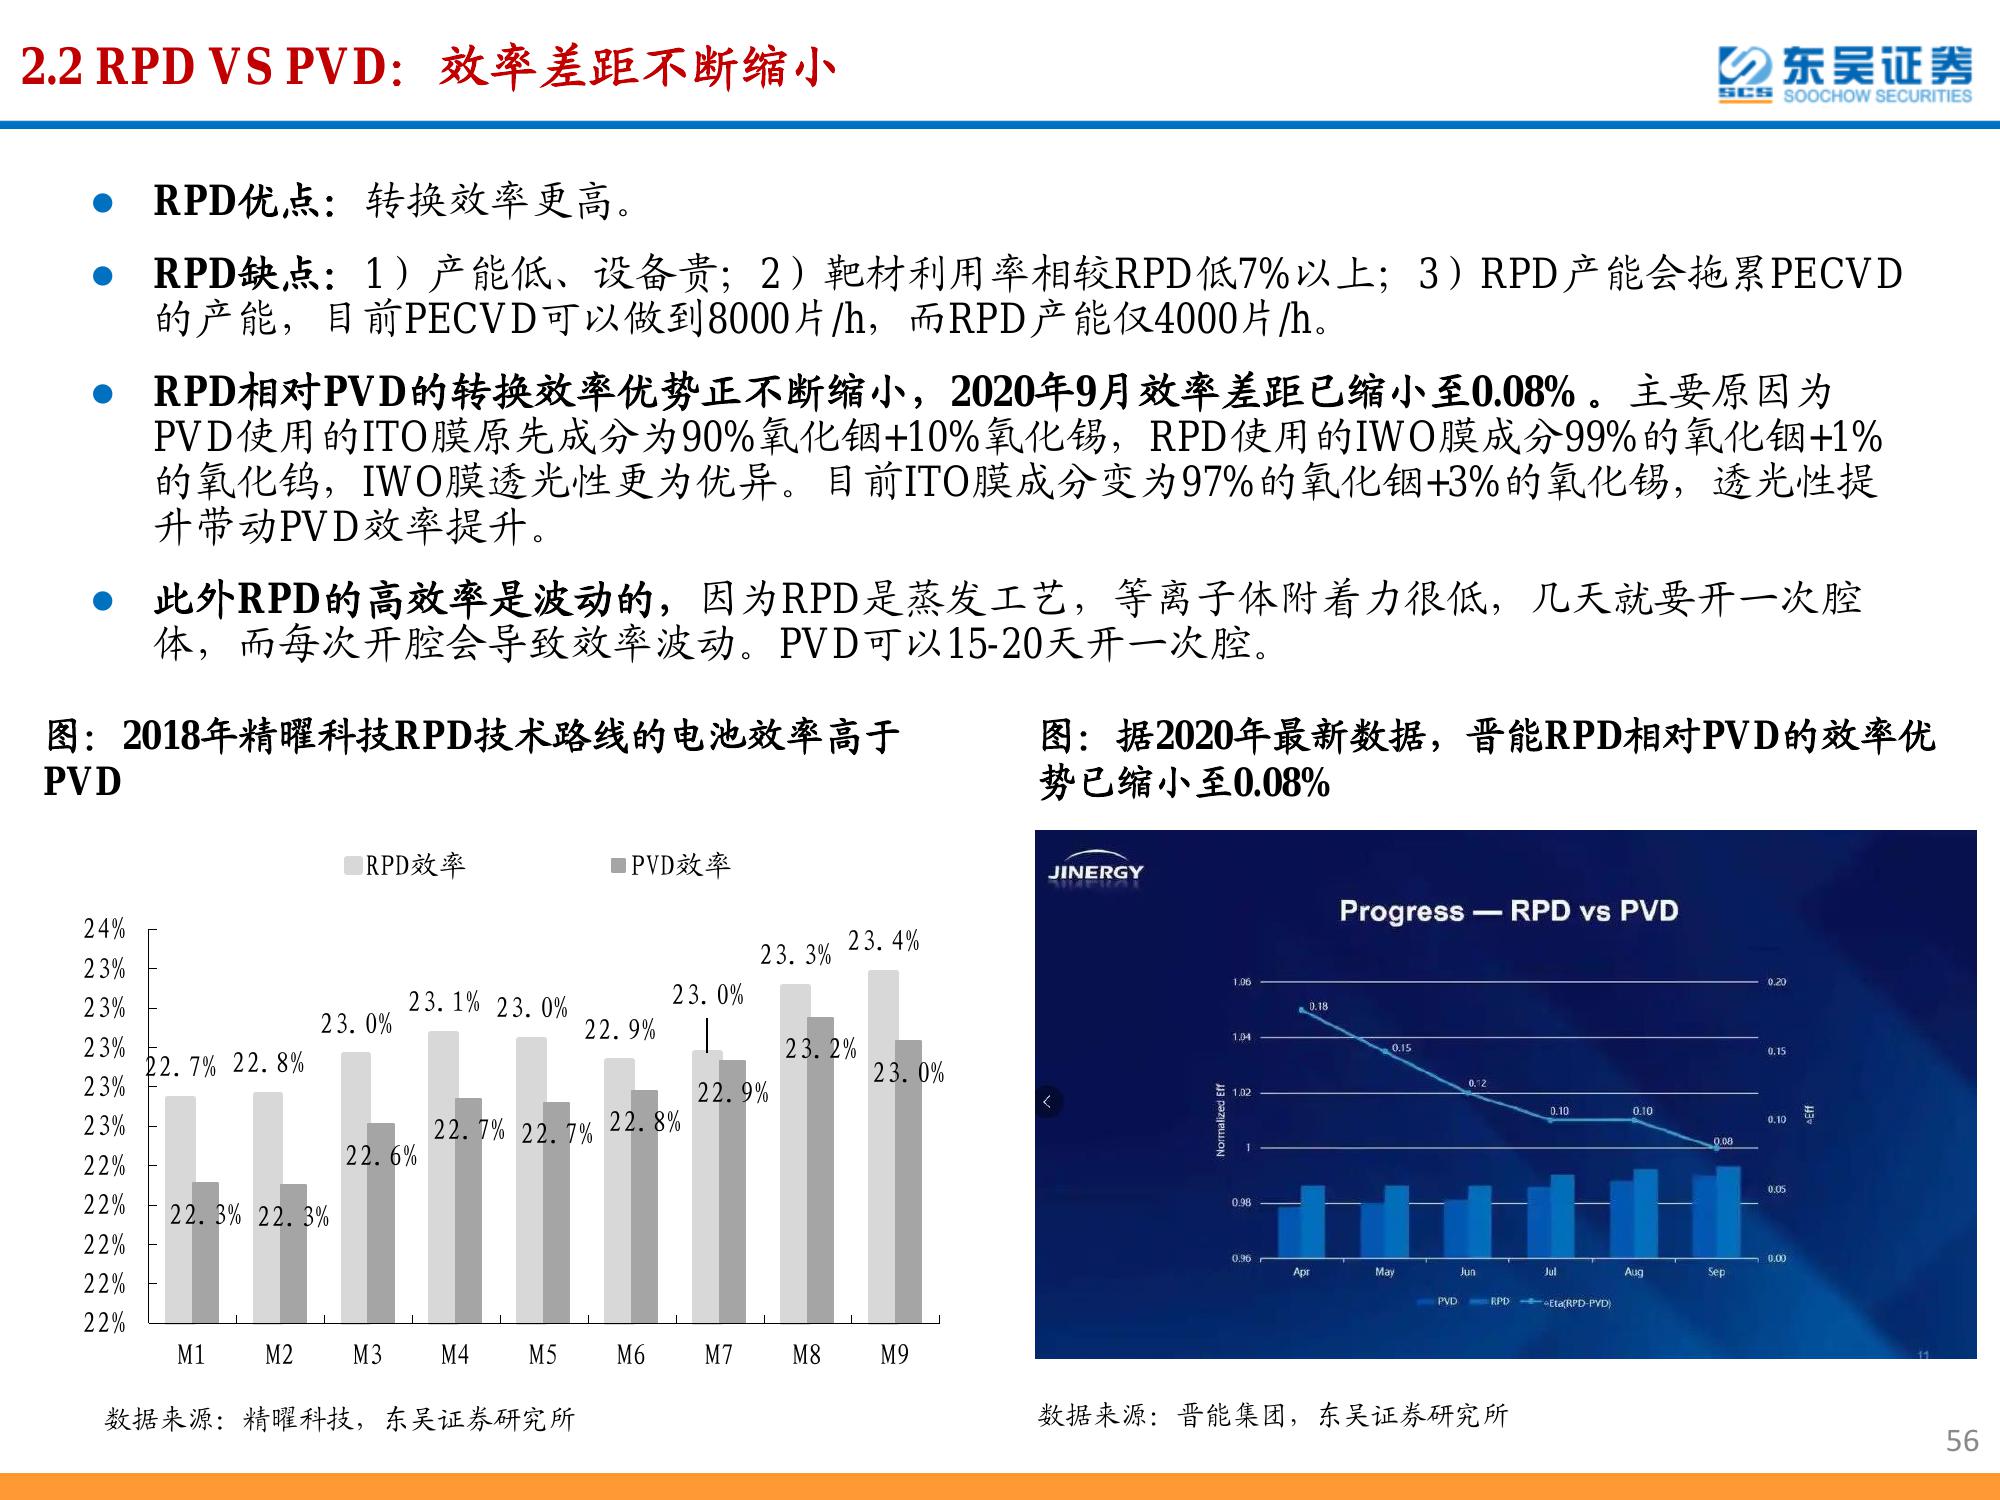 2.2 RPD VS PVD：效率差距不断缩小
SCS 东吴证券
SOOCHOW SECURITIES
● RPD优点：转换效率更高。
● RPD缺点：1）产能低、设备贵；2）靶材利用率相较RPD低7%以上；3）RPD产能会拖累PECVD
的产能，目前PECVD可以做到8000片/h，而RPD产能仅4000片/h。
● RPD相对PVD的转换效率优势正不断缩小，2020年9月效率差距已缩小至0.08% 。主要原因为
PVD使用的ITO膜原先成分为90%氧化铟+10%氧化锡，RPD使用的IWO膜成分99%的氧化铟+1%
的氧化钨，IWO膜透光性更为优异。目前ITO膜成分变为97%的氧化铟+3%的氧化锡，透光性提
升带动PVD效率提升。
● 此外RPD的高效率是波动的，因为RPD是蒸发工艺，等离子体附着力很低，几天就要开一次腔
体，而每次开腔会导致效率波动。PVD可以15-20天开一次腔。
图：2018年精曜科技RPD技术路线的电池效率高于
PVD
RPD效率 PVD效率
24%
23%
23%
23%
23%
23%
22%
22%
22%
22%
22%
22.7% 22.8% 23.0% 23.1% 23.0% 22.9% 23.0% 23.3% 23.4%
22.3% 22.3% 22.6% 22.7% 22.7% 22.8% 22.9% 23.2% 23.0%
M1 M2 M3 M4 M5 M6 M7 M8 M9
数据来源：精曜科技，东吴证券研究所
图：据2020年最新数据，晋能RPD相对PVD的效率优
势已缩小至0.08%
JINERGY
Progress — RPD vs PVD
Normalized Eff
1.06
1.04
1.02
1
0.98
0.96
0.18 0.15 0.12 0.10 0.10 0.08
0.20
0.15
0.10
0.05
0.00
△Eff
Apr May Jun Jul Aug Sep
PVD RPD △Eta(RPD-PVD)
11
数据来源：晋能集团，东吴证券研究所
56